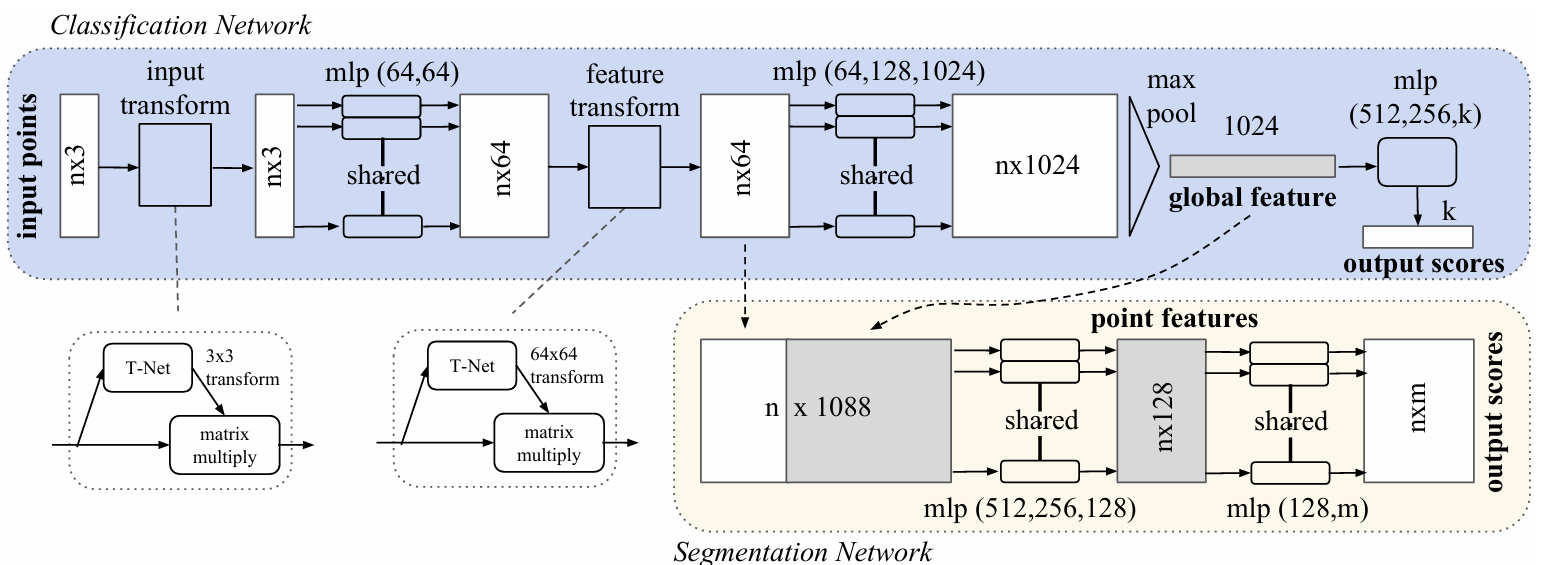 Classification Network
input points
nx3
input
transform
nx3
mlp (64,64)
shared
nx64
feature
transform
nx64
mlp (64,128,1024)
shared
nx1024
max
pool
1024
global feature
mlp
(512,256,k)
k
output scores
T-Net
3x3
transform
matrix
multiply
T-Net
64x64
transform
matrix
multiply
point features
n x 1088
shared
mlp (512,256,128)
nx128
shared
mlp (128,m)
nxm
output scores
Segmentation Network